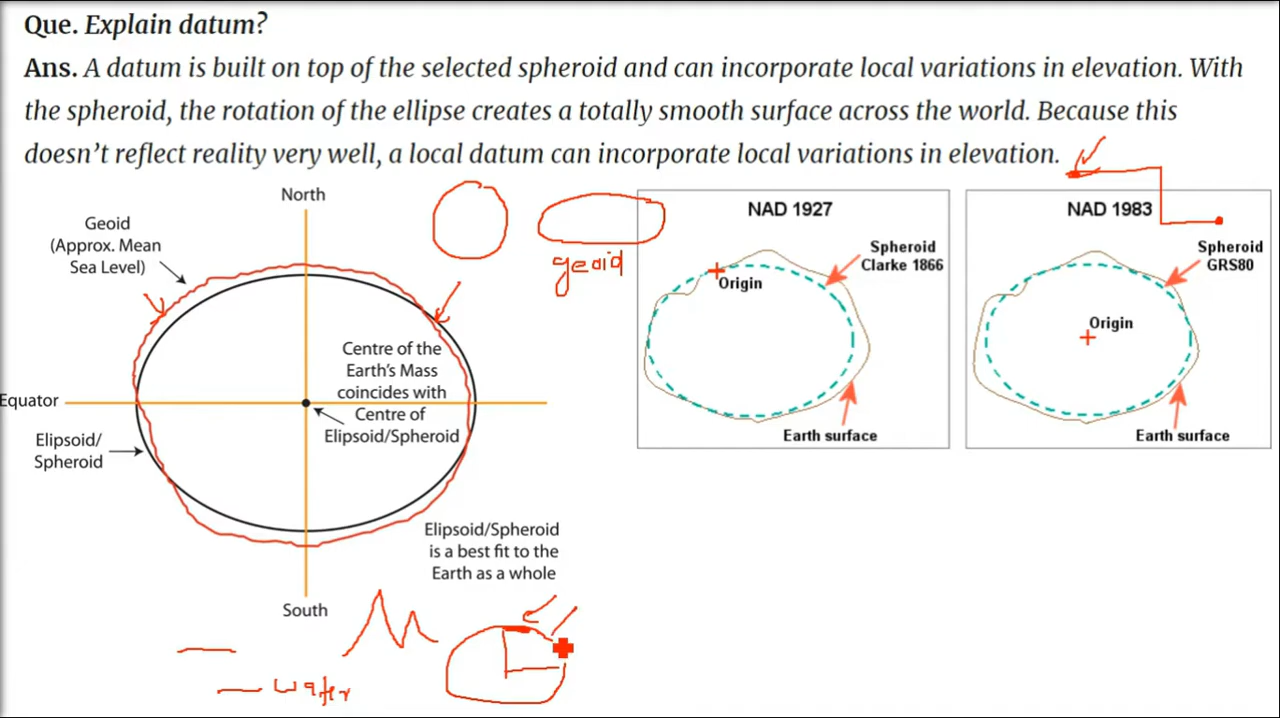 Que. Explain datum?
Ans. A datum is built on top of the selected spheroid and can incorporate local variations in elevation. With
the spheroid, the rotation of the ellipse creates a totally smooth surface across the world. Because this
doesn't reflect reality very well, a local datum can incorporate local variations in elevation.
North
Geoid
(Approx. Mean
Sea Level)
Centre of the
Earth's Mass
coincides with
Centre of
Elipsoid/Spheroid
Equator
Elipsoid/
Spheroid
Elipsoid/Spheroid
is a best fit to the
Earth as a whole
South
geoid
water
NAD 1927
Spheroid
Clarke 1866
Origin
Earth surface
NAD 1983
Spheroid
GRS80
Origin
Earth surface